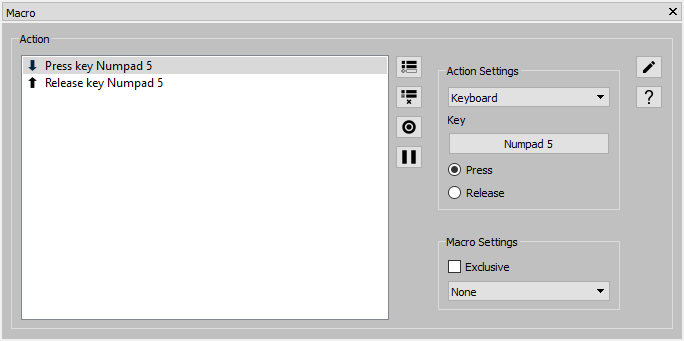 Macro
Action
Press key Numpad 5
Release key Numpad 5
Action Settings
Keyboard
Key
Numpad 5
Press
Release
Macro Settings
Exclusive
None
?